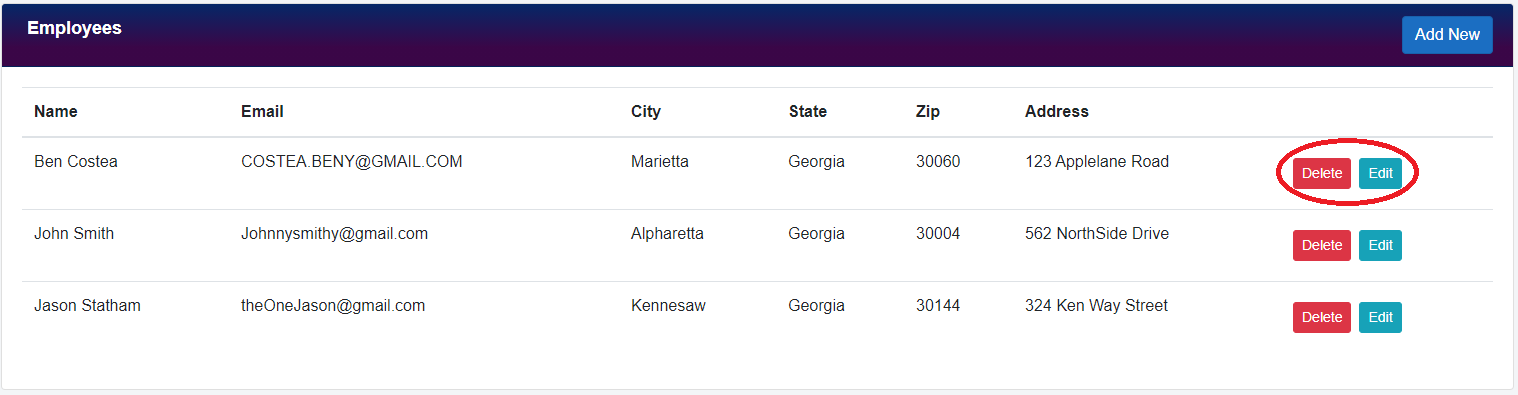 Employees
Add New
Name Email City State Zip Address
Ben Costea COSTEA.BENY@GMAIL.COM Marietta Georgia 30060 123 Applelane Road Delete Edit
John Smith Johnnysmithy@gmail.com Alpharetta Georgia 30004 562 NorthSide Drive Delete Edit
Jason Statham theOneJason@gmail.com Kennesaw Georgia 30144 324 Ken Way Street Delete Edit